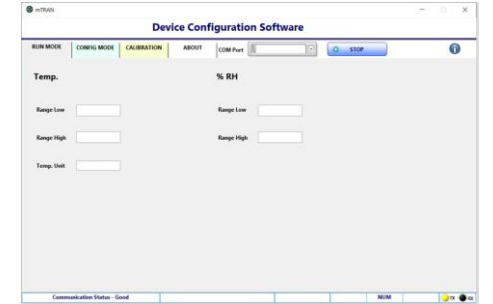 mTRAN
Device Configuration Software
RUN MODE CONFIG MODE CALIBRATION ABOUT COM Port STOP
Temp. % RH
Range Low Range Low
Range High Range High
Temp. Unit
Communication Status - Good NUM TX RX